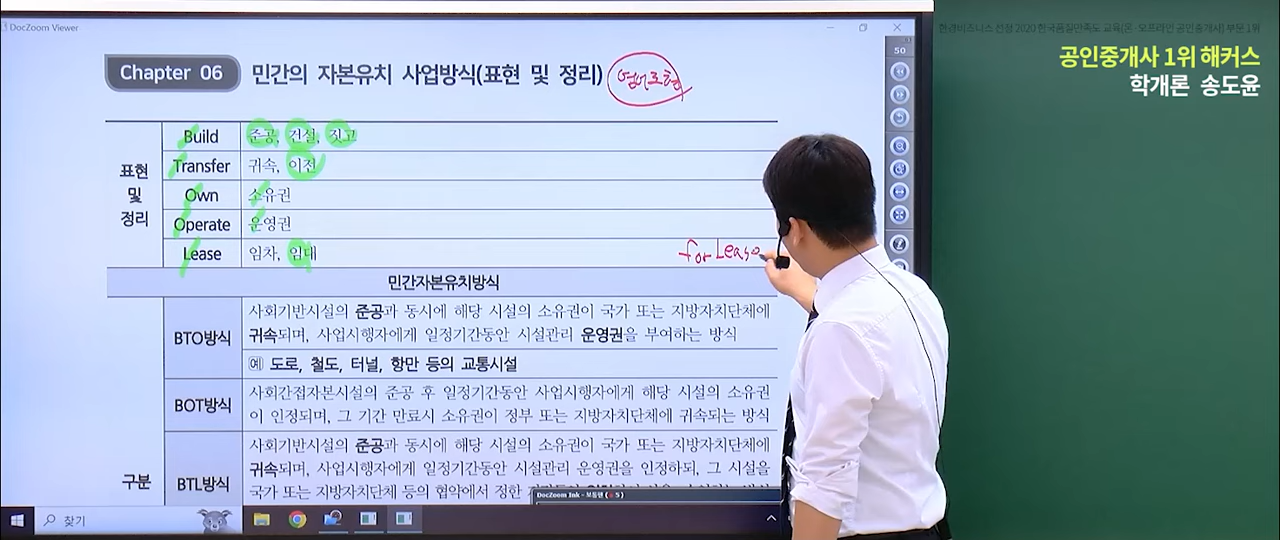 DocZoom Viewer
한경비즈니스 선정 2020 한국품질만족도 교육(온·오프라인 공인중개사) 부문 1위
공인중개사 1위 해커스
학개론 송도윤
50
Chapter 06 민간의 자본유치 사업방식(표현 및 정리)
표현 및 정리
Build 준공, 건설, 짓고
Transfer 귀속, 이전
Own 소유권
Operate 운영권
Lease 임차, 임대
for Lease
민간자본유치방식
구분
BTO방식
사회기반시설의 준공과 동시에 해당 시설의 소유권이 국가 또는 지방자치단체에
귀속되며, 사업시행자에게 일정기간동안 시설관리 운영권을 부여하는 방식
예 도로, 철도, 터널, 항만 등의 교통시설
BOT방식
사회간접자본시설의 준공 후 일정기간동안 사업시행자에게 해당 시설의 소유권
이 인정되며, 그 기간 만료시 소유권이 정부 또는 지방자치단체에 귀속되는 방식
BTL방식
사회기반시설의 준공과 동시에 해당 시설의 소유권이 국가 또는 지방자치단체에
귀속되며, 사업시행자에게 일정기간동안 시설관리 운영권을 인정하되, 그 시설을
국가 또는 지방자치단체 등의 협약에서 정한
DocZoom Ink - 보통펜 ( 5 )
찾기